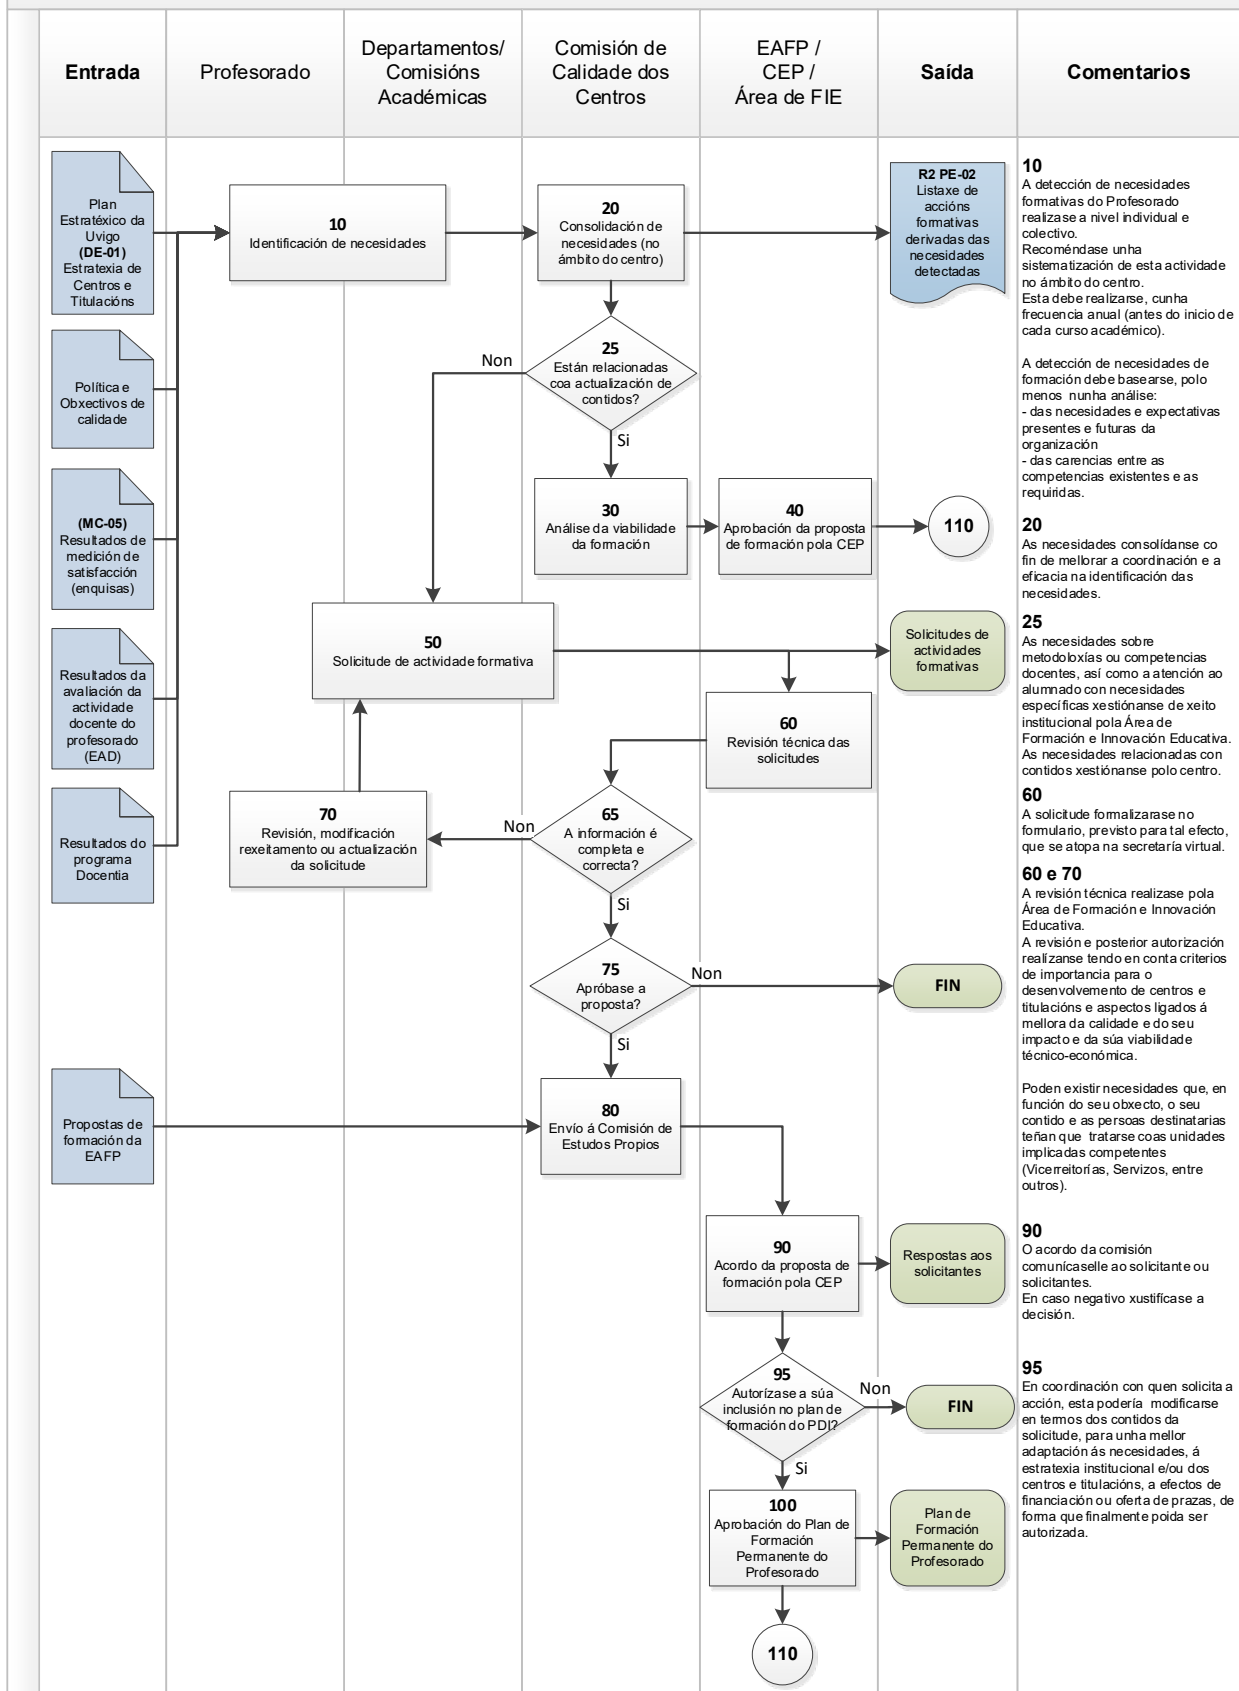 Entrada
Profesorado
Departamentos/
Comisións
Académicas
Comisión de
Calidade dos
Centros
EAFP /
CEP /
Área de FIE
Saída
Comentarios
Plan
Estratéxico da
Uvigo
(DE-01)
Estratexia de
Centros e
Titulacións
Política e
Obxectivos de
calidade
(MC-05)
Resultados de
medición de
satisfacción
(enquisas)
Resultados da
avaliación da
actividade
docente do
profesorado
(EAD)
Resultados do
programa
Docentia
Propostas de
formación da
EAFP
10
Identificación de necesidades
20
Consolidación de
necesidades (no
ámbito do centro)
R2 PE-02
Listaxe de
accións
formativas
derivadas das
necesidades
detectadas
25
Están relacionadas
coa actualización de
contidos?
Non
Si
30
Análise da viabilidade
da formación
40
Aprobación da proposta
de formación pola CEP
110
50
Solicitude de actividade formativa
Solicitudes de
actividades
formativas
60
Revisión técnica das
solicitudes
65
A información é
completa e
correcta?
Non
Si
70
Revisión, modificación
rexeitamento ou actualización
da solicitude
75
Apróbase a
proposta?
Non
Si
FIN
80
Envío á Comisión de
Estudos Propios
90
Acordo da proposta de
formación pola CEP
Respostas aos
solicitantes
95
Autorízase a súa
inclusión no plan de
formación do PDI?
Non
Si
FIN
100
Aprobación do Plan de
Formación
Permanente do
Profesorado
Plan de
Formación
Permanente do
Profesorado
110
10
A detección de necesidades
formativas do Profesorado
realizase a nivel individual e
colectivo.
Recoméndase unha
sistematización de esta actividade
no ámbito do centro.
Esta debe realizarse, cunha
frecuencia anual (antes do inicio de
cada curso académico).
A detección de necesidades de
formación debe basearse, polo
menos nunha análise:
- das necesidades e expectativas
presentes e futuras da
organización
- das carencias entre as
competencias existentes e as
requiridas.
20
As necesidades consolídanse co
fin de mellorar a coordinación e a
eficacia na identificación das
necesidades.
25
As necesidades sobre
metodoloxías ou competencias
docentes, así como a atención ao
alumnado con necesidades
específicas xestiónanse de xeito
institucional pola Área de
Formación e Innovación Educativa.
As necesidades relacionadas con
contidos xestiónanse polo centro.
60
A solicitude formalizarase no
formulario, previsto para tal efecto,
que se atopa na secretaría virtual.
60 e 70
A revisión técnica realizase pola
Área de Formación e Innovación
Educativa.
A revisión e posterior autorización
realízanse tendo en conta criterios
de importancia para o
desenvolvemento de centros e
titulacións e aspectos ligados á
mellora da calidade e do seu
impacto e da súa viabilidade
técnico-económica.
Poden existir necesidades que, en
función do seu obxecto, o seu
contido e as persoas destinatarias
teñan que tratarse coas unidades
implicadas competentes
(Vicerreitorías, Servizos, entre
outros).
90
O acordo da comisión
comunícaselle ao solicitante ou
solicitantes.
En caso negativo xustifícase a
decisión.
95
En coordinación con quen solicita a
acción, esta podería modificarse
en termos dos contidos da
solicitude, para unha mellor
adaptación ás necesidades, á
estratexia institucional e/ou dos
centros e titulacións, a efectos de
financiación ou oferta de prazas, de
forma que finalmente poida ser
autorizada.